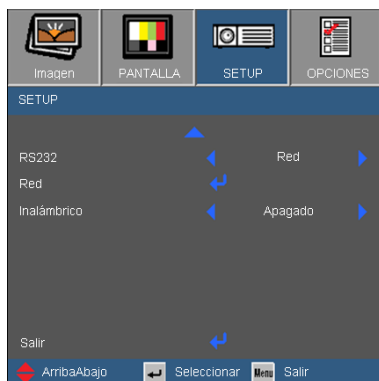 Imagen PANTALLA SETUP OPCIONES
SETUP
RS232 Red
Red
Inalámbrico Apagado
Salir
ArribaAbajo Seleccionar Menu Salir